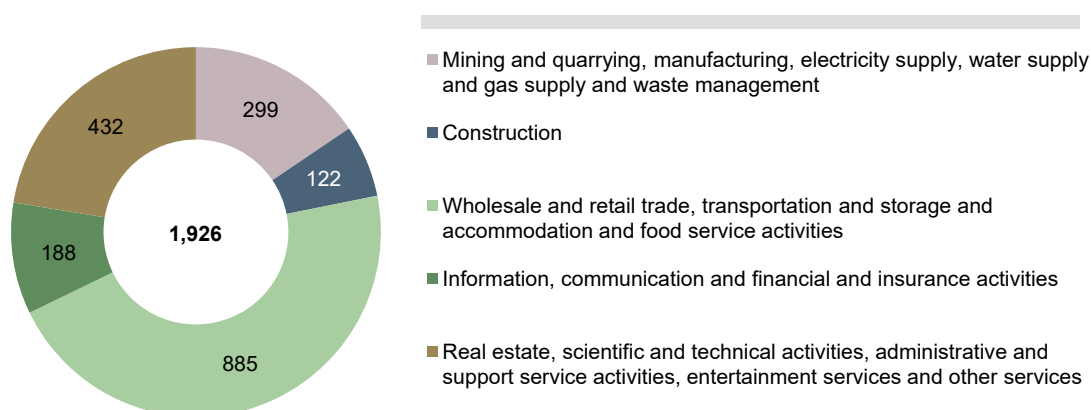 Mining and quarrying, manufacturing, electricity supply, water supply
and gas supply and waste management
299
432
Construction
122
Wholesale and retail trade, transportation and storage and
accommodation and food service activities
1,926
188
Information, communication and financial and insurance activities
885
Real estate, scientific and technical activities, administrative and
support service activities, entertainment services and other services